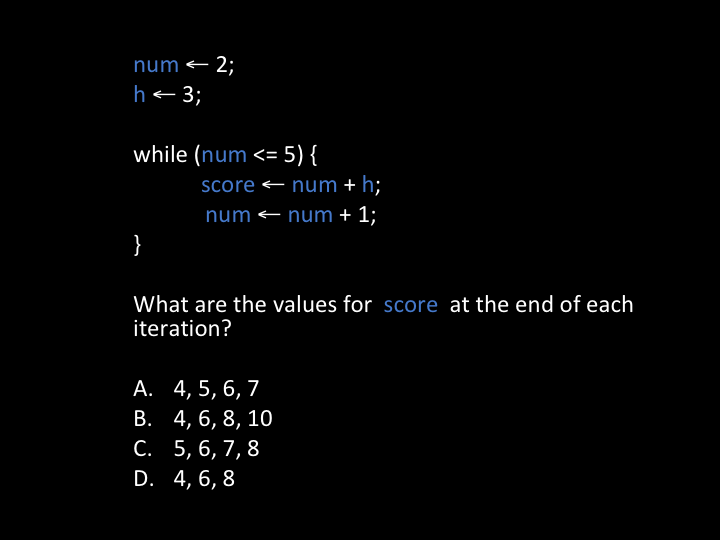 num ← 2;
h ← 3;
while (num <= 5) {
score ← num + h;
num ← num + 1;
}
What are the values for score at the end of each
iteration?
A. 4, 5, 6, 7
B. 4, 6, 8, 10
C. 5, 6, 7, 8
D. 4, 6, 8